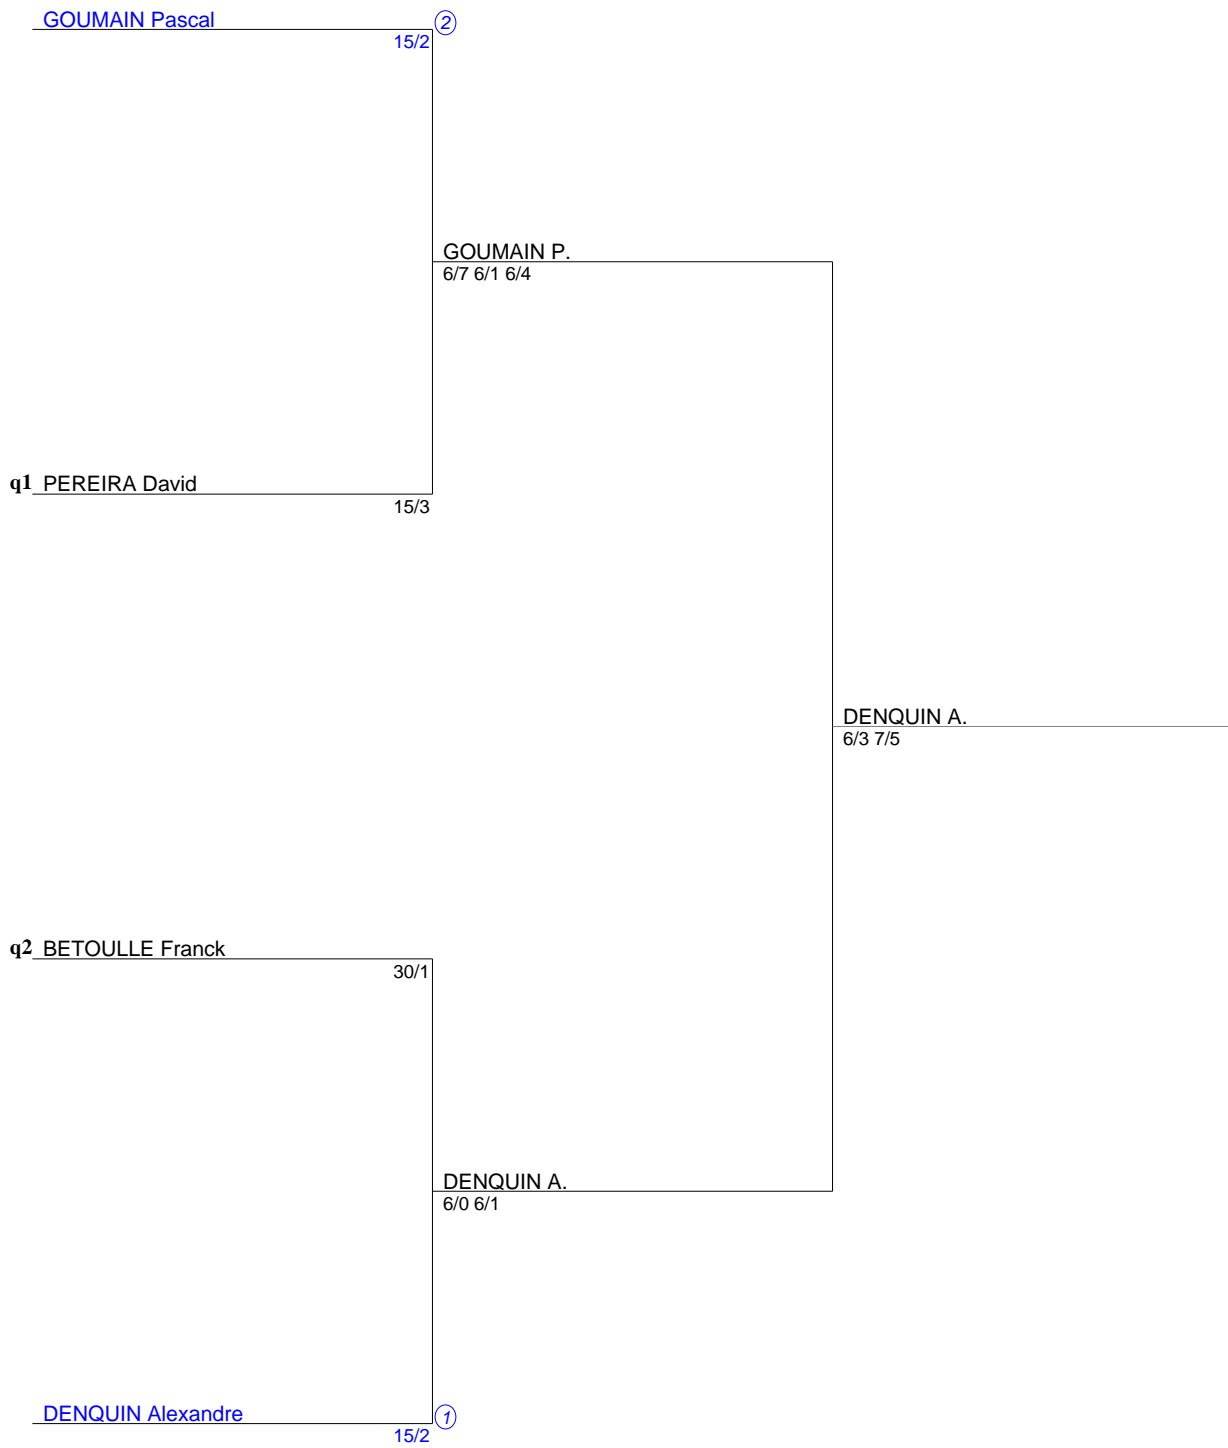 GOUMAIN Pascal
2
15/2
GOUMAIN P.
6/7 6/1 6/4
q1 PEREIRA David
15/3
DENQUIN A.
6/3 7/5
q2 BETOULLE Franck
30/1
DENQUIN A.
6/0 6/1
DENQUIN Alexandre
1
15/2